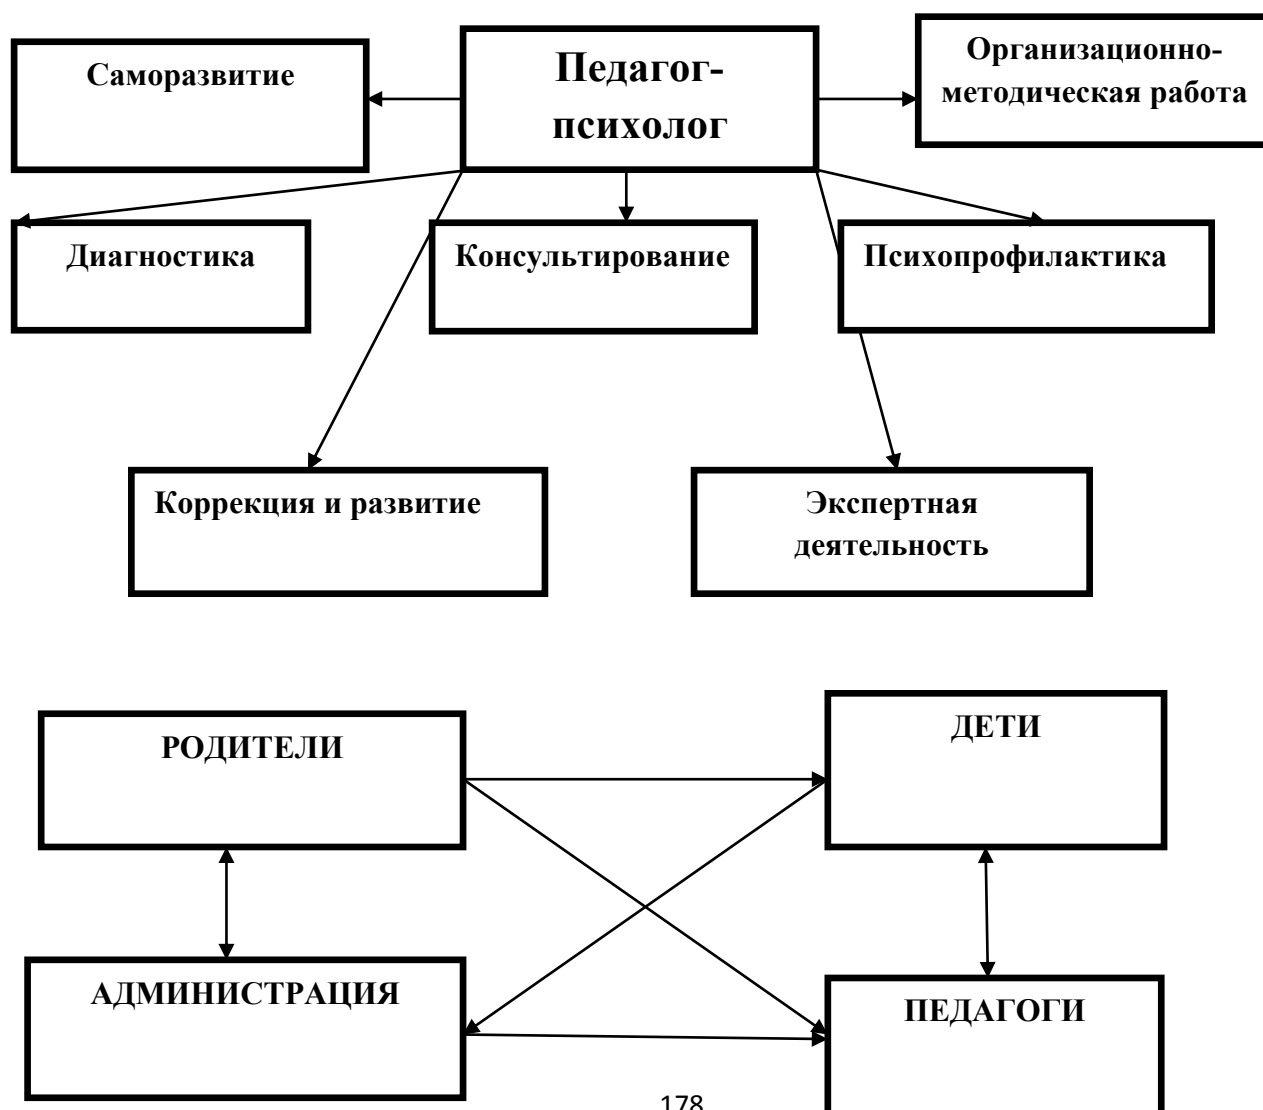 Саморазвитие
Педагог-
психолог
Организационно-
методическая работа
Диагностика
Консультирование
Психопрофилактика
Коррекция и развитие
Экспертная
деятельность
РОДИТЕЛИ
ДЕТИ
АДМИНИСТРАЦИЯ
ПЕДАГОГИ
178